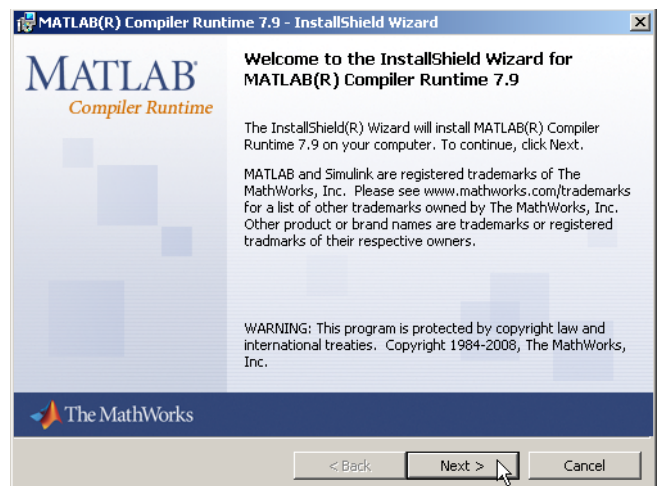 MATLAB(R) Compiler Runtime 7.9 - InstallShield Wizard
MATLAB®
Compiler Runtime
Welcome to the InstallShield Wizard for
MATLAB(R) Compiler Runtime 7.9
The InstallShield(R) Wizard will install MATLAB(R) Compiler
Runtime 7.9 on your computer. To continue, click Next.
MATLAB and Simulink are registered trademarks of The
MathWorks, Inc. Please see www.mathworks.com/trademarks
for a list of other trademarks owned by The MathWorks, Inc.
Other product or brand names are trademarks or registered
tradmarks of their respective owners.
WARNING: This program is protected by copyright law and
international treaties. Copyright 1984-2008, The MathWorks,
Inc.
The MathWorks
< Back
Next >
Cancel